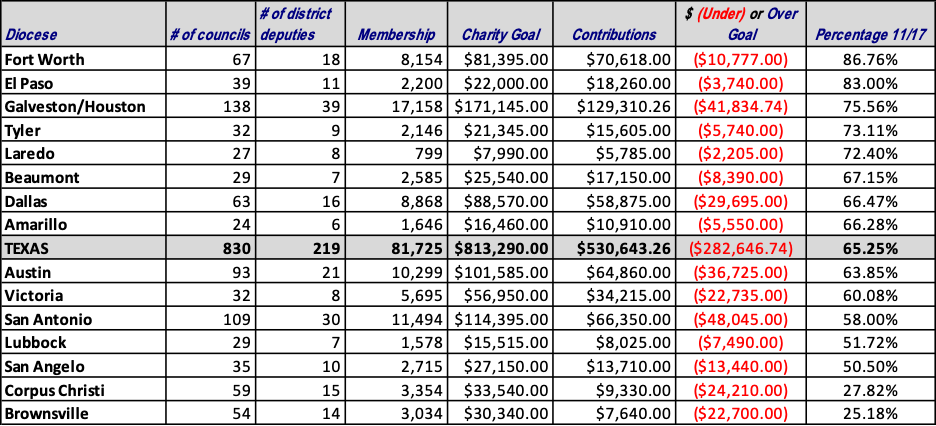 Diocese # of councils # of district deputies Membership Charity Goal Contributions $ (Under) or Over Goal Percentage 11/17
Fort Worth 67 18 8,154 $81,395.00 $70,618.00 ($10,777.00) 86.76%
El Paso 39 11 2,200 $22,000.00 $18,260.00 ($3,740.00) 83.00%
Galveston/Houston 138 39 17,158 $171,145.00 $129,310.26 ($41,834.74) 75.56%
Tyler 32 9 2,146 $21,345.00 $15,605.00 ($5,740.00) 73.11%
Laredo 27 8 799 $7,990.00 $5,785.00 ($2,205.00) 72.40%
Beaumont 29 7 2,585 $25,540.00 $17,150.00 ($8,390.00) 67.15%
Dallas 63 16 8,868 $88,570.00 $58,875.00 ($29,695.00) 66.47%
Amarillo 24 6 1,646 $16,460.00 $10,910.00 ($5,550.00) 66.28%
TEXAS 830 219 81,725 $813,290.00 $530,643.26 ($282,646.74) 65.25%
Austin 93 21 10,299 $101,585.00 $64,860.00 ($36,725.00) 63.85%
Victoria 32 8 5,695 $56,950.00 $34,215.00 ($22,735.00) 60.08%
San Antonio 109 30 11,494 $114,395.00 $66,350.00 ($48,045.00) 58.00%
Lubbock 29 7 1,578 $15,515.00 $8,025.00 ($7,490.00) 51.72%
San Angelo 35 10 2,715 $27,150.00 $13,710.00 ($13,440.00) 50.50%
Corpus Christi 59 15 3,354 $33,540.00 $9,330.00 ($24,210.00) 27.82%
Brownsville 54 14 3,034 $30,340.00 $7,640.00 ($22,700.00) 25.18%